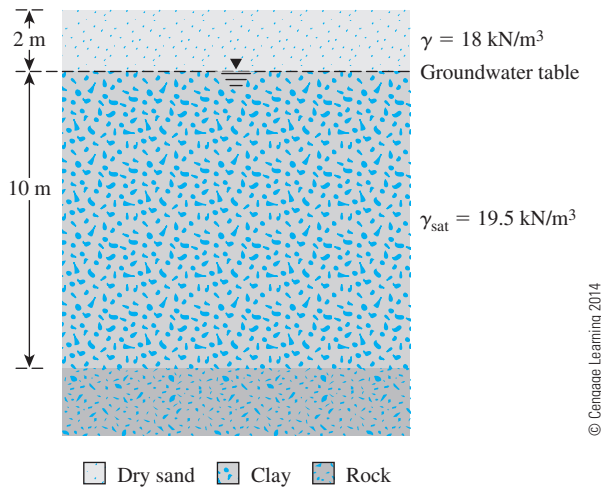 2 m
γ = 18 kN/m³
Groundwater table
10 m
γsat = 19.5 kN/m³
© Cengage Learning 2014
Dry sand
Clay
Rock